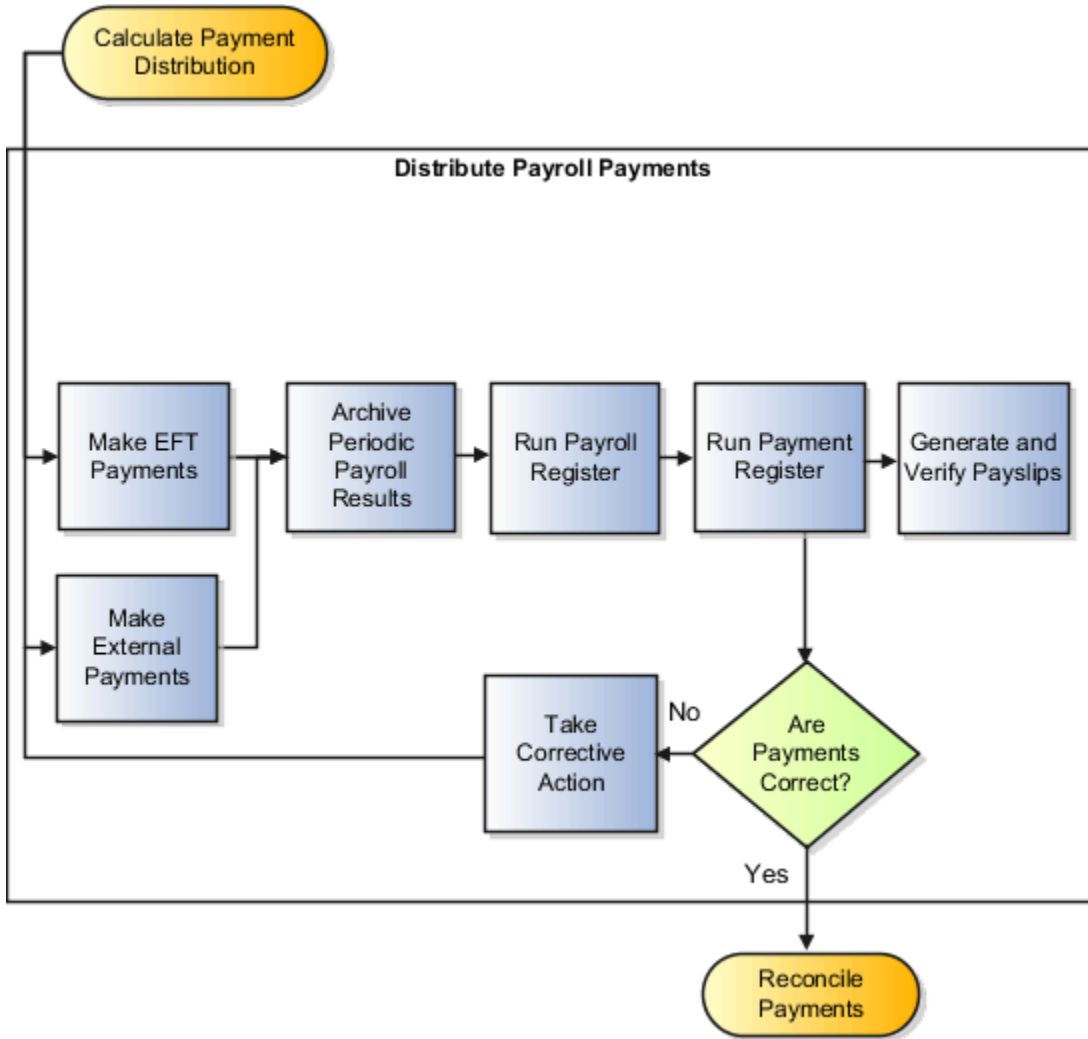 Calculate Payment
Distribution
Distribute Payroll Payments
Make EFT
Payments
Archive
Periodic
Payroll
Results
Run Payroll
Register
Run Payment
Register
Generate and
Verify Payslips
Make
External
Payments
Take
Corrective
Action
No
Are
Payments
Correct?
Yes
Reconcile
Payments